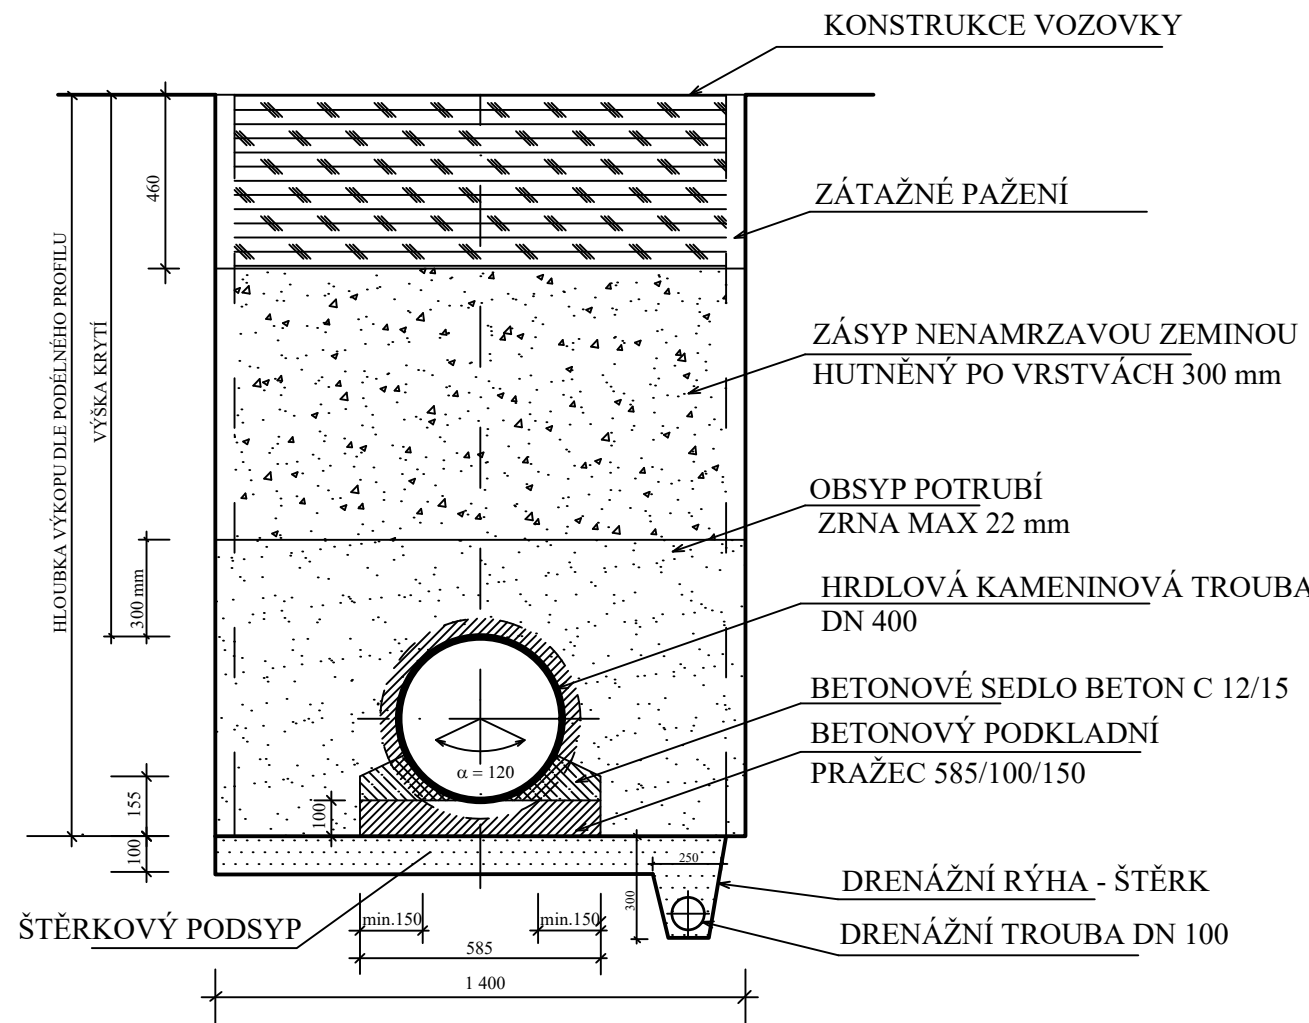 KONSTRUKCE VOZOVKY
ZÁTAŽNÉ PAŽENÍ
460
HLOUBKA VÝKOPU DLE PODÉLNÉHO PROFILU
VÝŠKA KRYTÍ
ZÁSYP NENAMRZAVOU ZEMINOU
HUTNĚNÝ PO VRSTVÁCH 300 mm
OBSYP POTRUBÍ
ZRNA MAX 22 mm
300 mm
HRDLOVÁ KAMENINOVÁ TROUBA
DN 400
BETONOVÉ SEDLO BETON C 12/15
BETONOVÝ PODKLADNÍ
PRAŽEC 585/100/150
α = 120
155
100
100
250
300
DRENÁŽNÍ RÝHA - ŠTĚRK
DRENÁŽNÍ TROUBA DN 100
ŠTĚRKOVÝ PODSYP
min.150
min.150
585
1 400